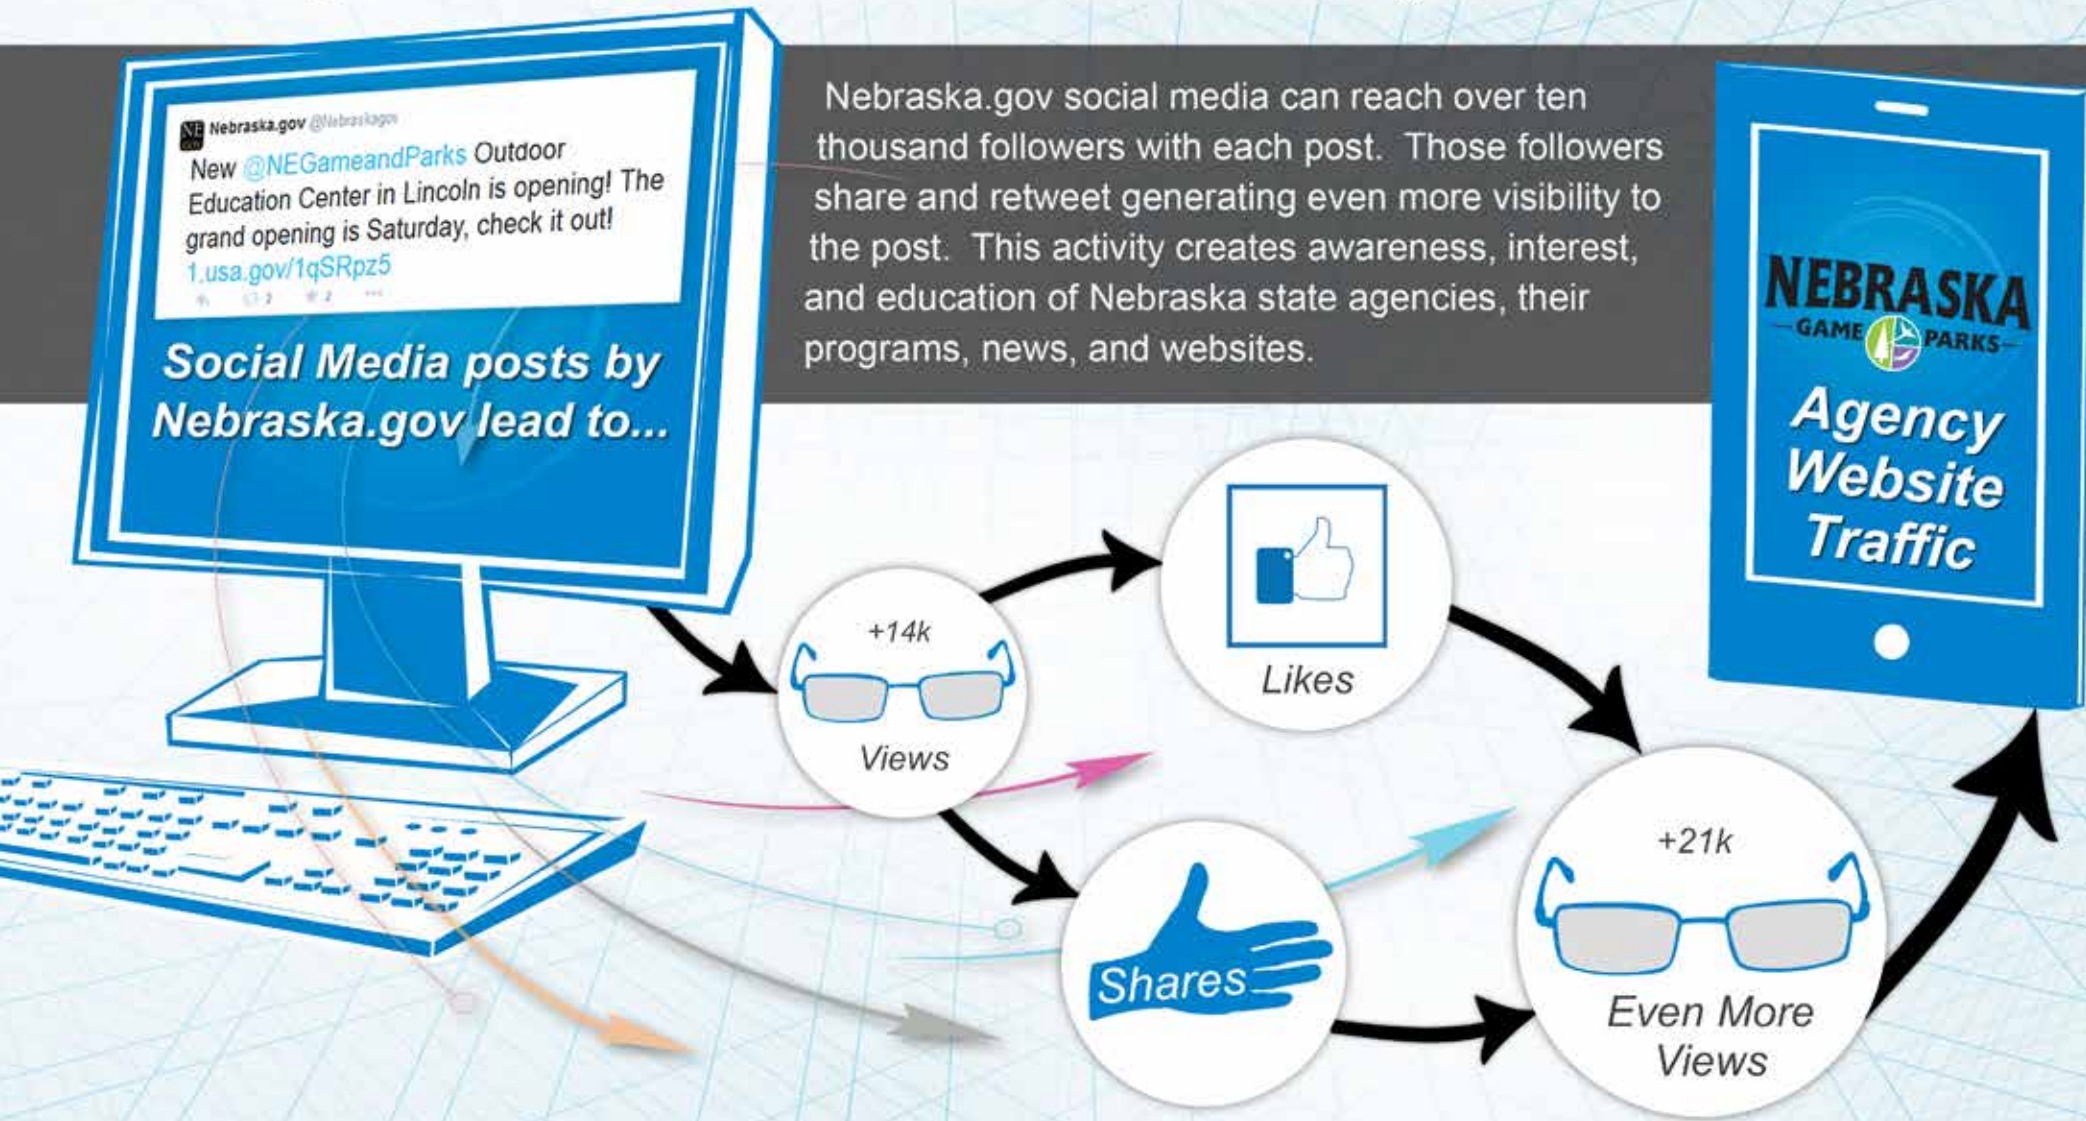 Nebraska.gov @Nebraskagov
New @NEGameandParks Outdoor
Education Center in Lincoln is opening! The
grand opening is Saturday, check it out!
1.usa.gov/1qSRpz5
2 2
Social Media posts by
Nebraska.gov lead to...
Nebraska.gov social media can reach over ten
thousand followers with each post. Those followers
share and retweet generating even more visibility to
the post. This activity creates awareness, interest,
and education of Nebraska state agencies, their
programs, news, and websites.
NEBRASKA
GAME PARKS
Agency
Website
Traffic
+14k
Views
Likes
Shares
+21k
Even More
Views